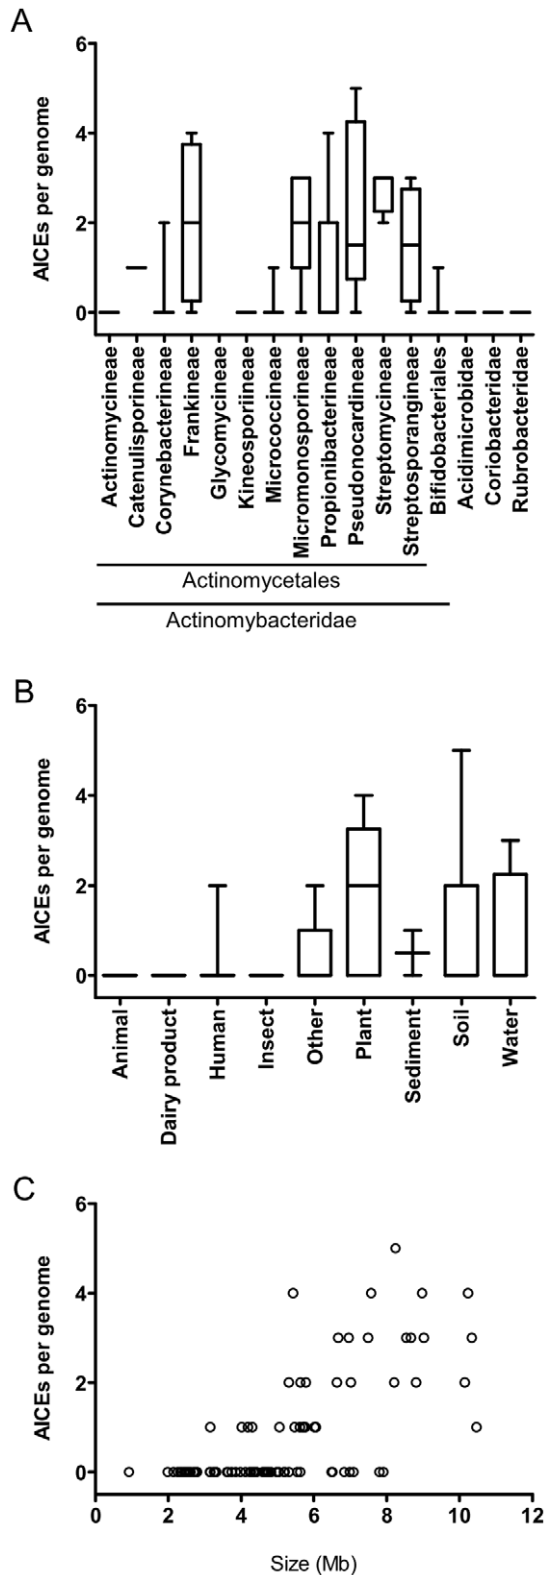 A
6
4
2
0
AICEs per genome
Actinomycineae
Catenulisporineae
Corynebacterineae
Frankineae
Glycomycineae
Kineosporiineae
Micrococcineae
Micromonosporineae
Propionibacterineae
Pseudonocardineae
Streptomycineae
Streptosporangineae
Bifidobacteriales
Acidimicrobidae
Coriobacteridae
Rubrobacteridae
Actinomycetales
Actinomybacteridae
B
6
4
2
0
AICEs per genome
Animal
Dairy product
Human
Insect
Other
Plant
Sediment
Soil
Water
C
6
4
2
0
AICEs per genome
0 2 4 6 8 10 12
Size (Mb)